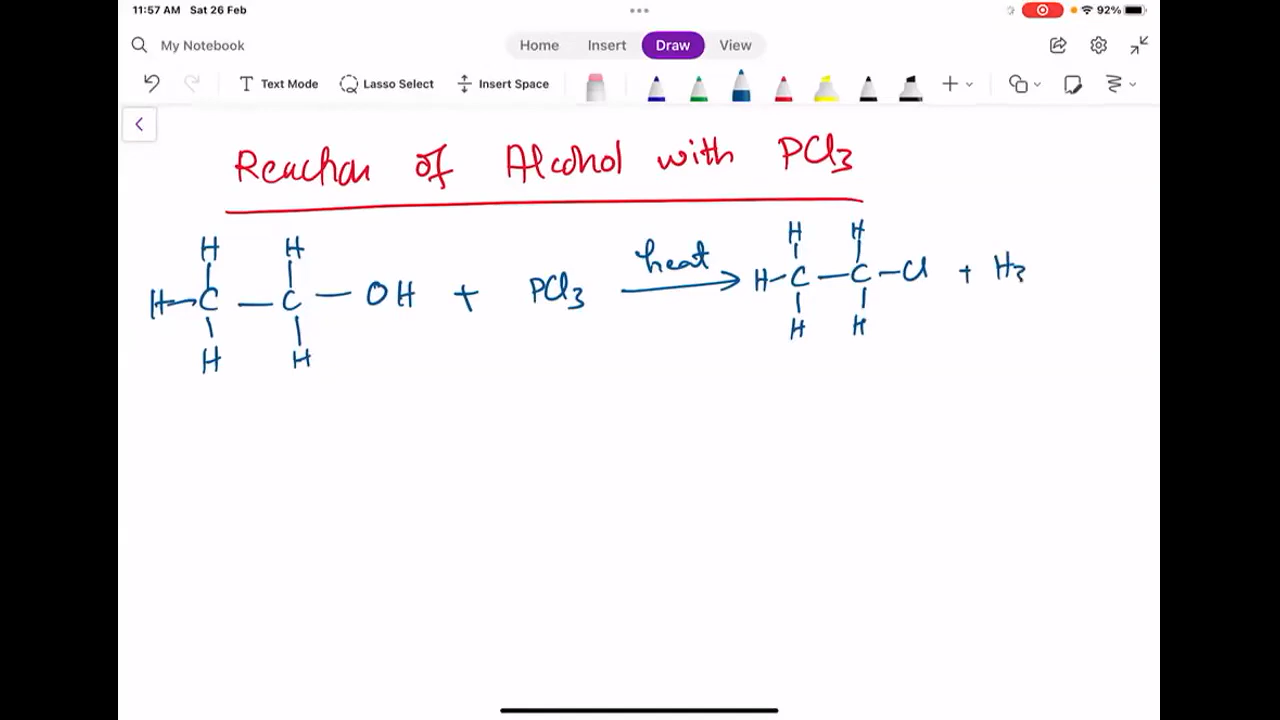 11:57 AM Sat 26 Feb 92%
My Notebook Home Insert Draw View
Text Mode Lasso Select Insert Space
Reaction of Alcohol with PCl3
H H H H
H-C-C-OH + PCl3 heat H-C-C-Cl + H3
H H H H